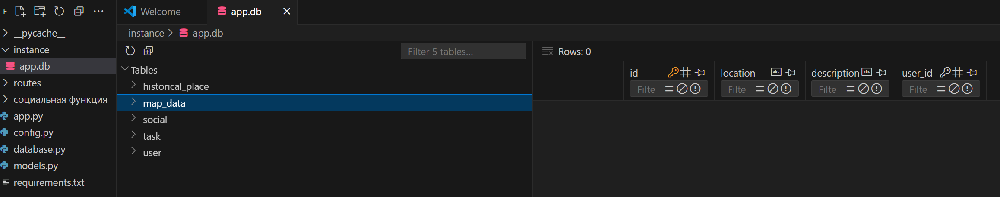 E
Welcome
app.db
__pycache__
instance
app.db
routes
социальная функция
app.py
config.py
database.py
models.py
requirements.txt
instance
app.db
Filter 5 tables...
Tables
historical_place
map_data
social
task
user
Rows: 0
id
location
abc
description
abc
user_id
Filte
Filte
Filte
Filte